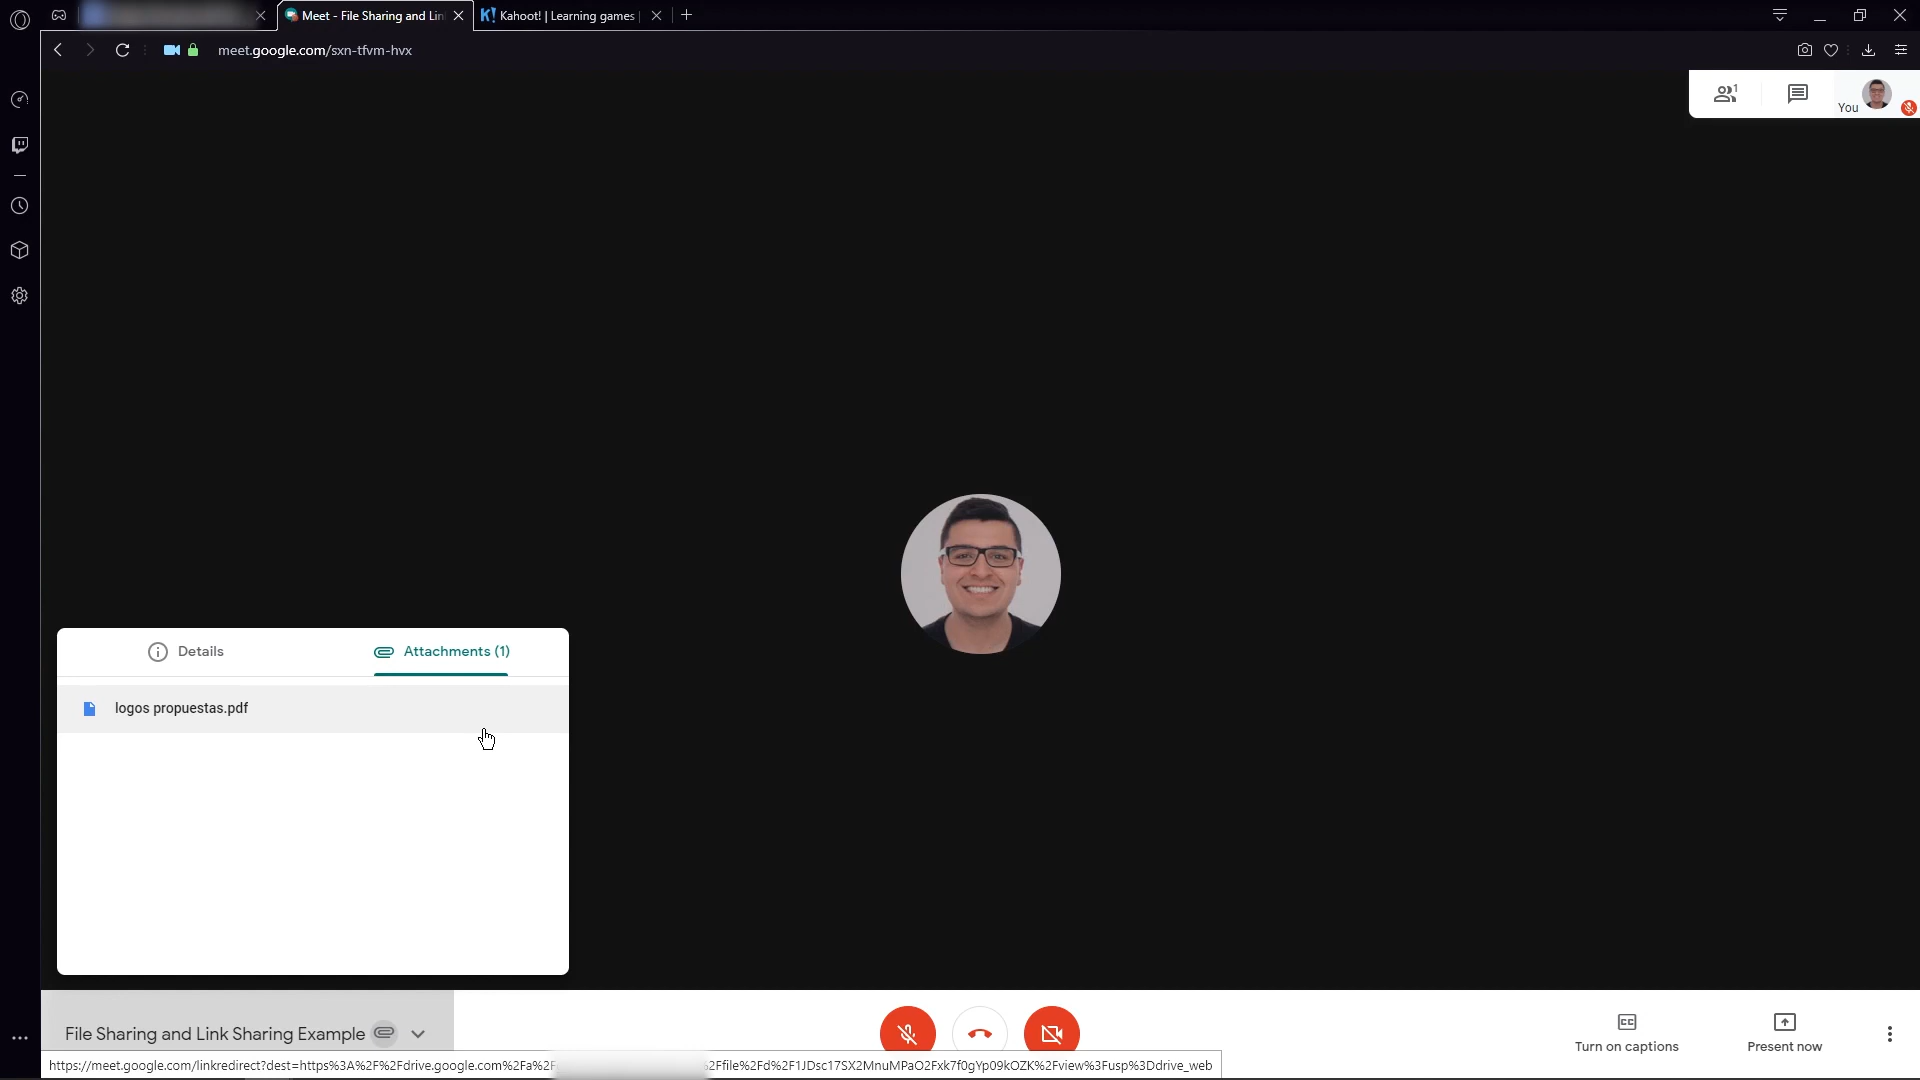 Meet - File Sharing and Lin
K! Kahoot! | Learning games
meet.google.com/sxn-tfvm-hvx
1
You
Details
Attachments (1)
logos propuestas.pdf
File Sharing and Link Sharing Example
CC
Turn on captions
Present now
https://meet.google.com/linkredirect?dest=https%3A%2F%2Fdrive.google.com%2Fa%2F
2Ffile%2Fd%2F1JDsc17SX2MnuMPaO2Fxk7f0gYp09kOZK%2Fview%3Fusp%3Ddrive_web